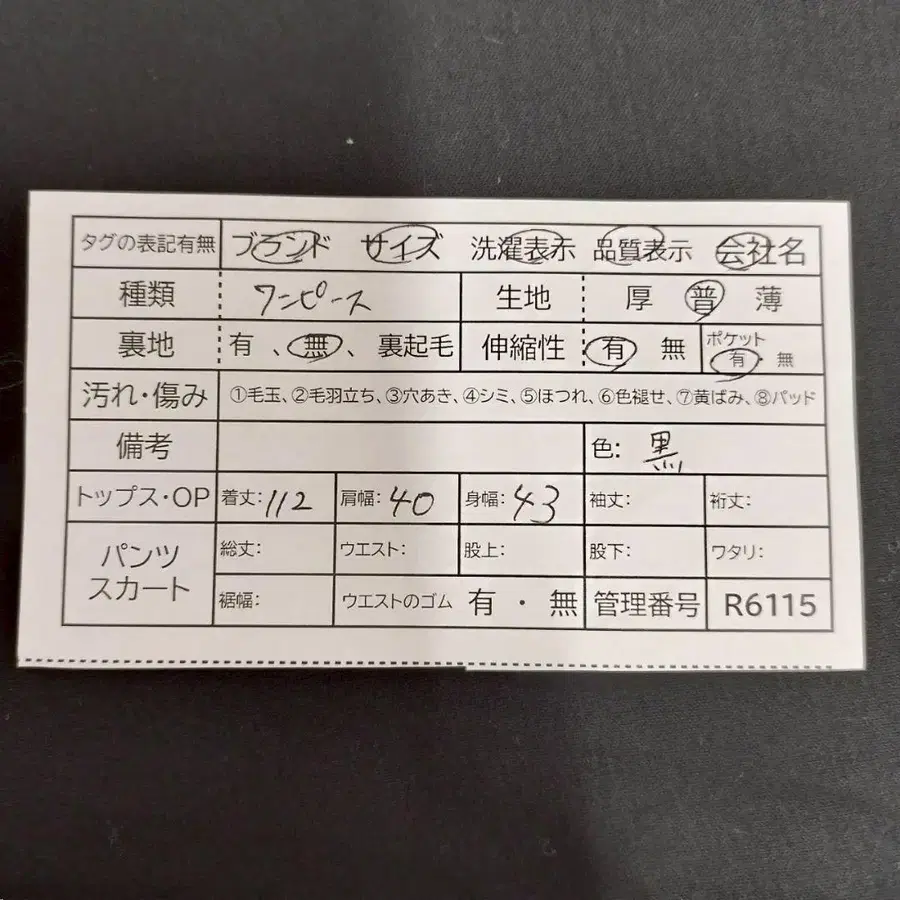 タグの表記有無 ブランド サイズ 洗濯表示 品質表示 会社名
種類 ワンピース 生地 厚 普 薄
裏地 有、無、裏起毛 伸縮性 有 無 ポケット 有・無
汚れ・傷み ①毛玉、②毛羽立ち、③穴あき、④シミ、⑤ほつれ、⑥色褪せ、⑦黄ばみ、⑧パッド
備考 色: 黒
トップス・OP 着丈: 112 肩幅: 40 身幅: 43 袖丈: 裄丈:
パンツ スカート 総丈: ウエスト: 股上: 股下: ワタリ:
裾幅: ウエストのゴム 有・無 管理番号 R6115